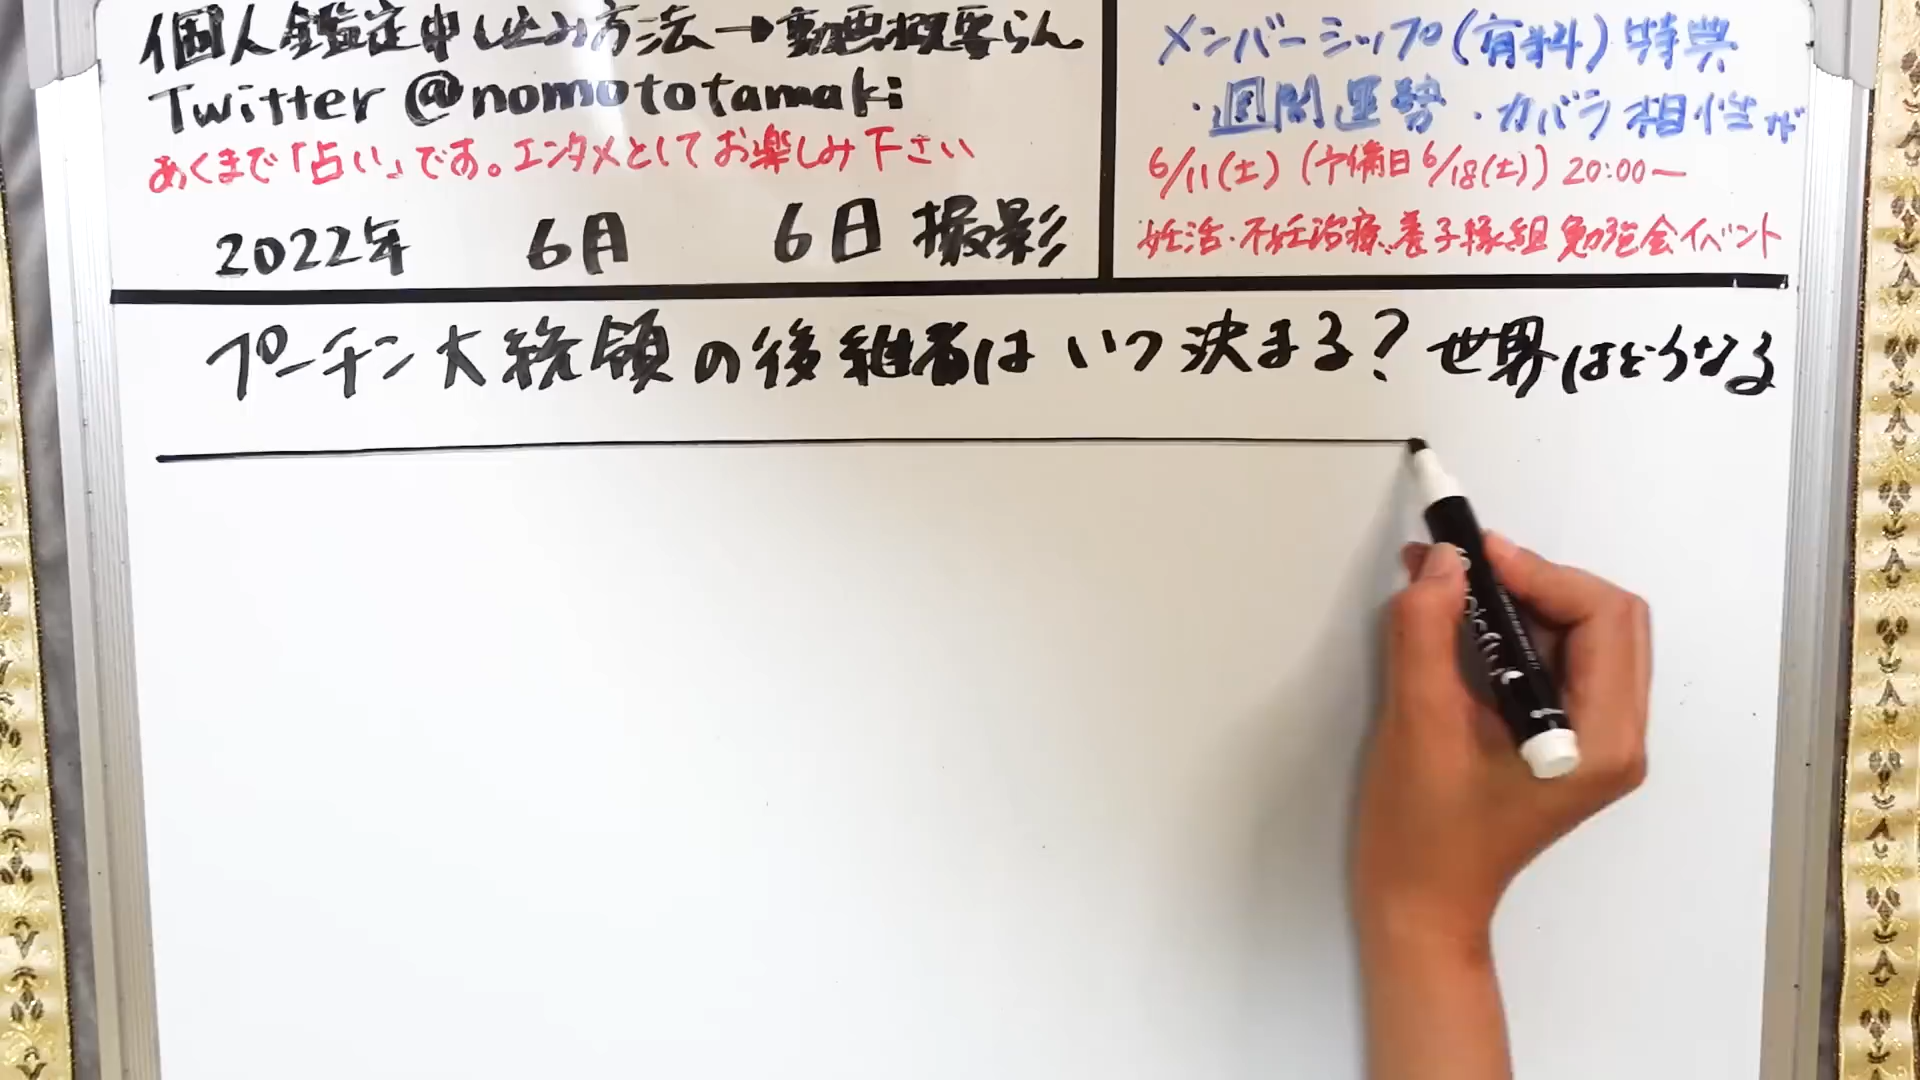 個人鑑定申し込み方法→動画概要らん
Twitter @nomototamaki
あくまで「占い」です。エンタメとしてお楽しみ下さい
2022年 6月 6日 撮影
メンバーシップ(有料)特典
・週間運勢・カバラ相性など
6/11(土)(予備日6/18(土)) 20:00〜
妊活・不妊治療、養子縁組 勉強会イベント
プーチン大統領の後継者はいつ決まる?世界はどうなる